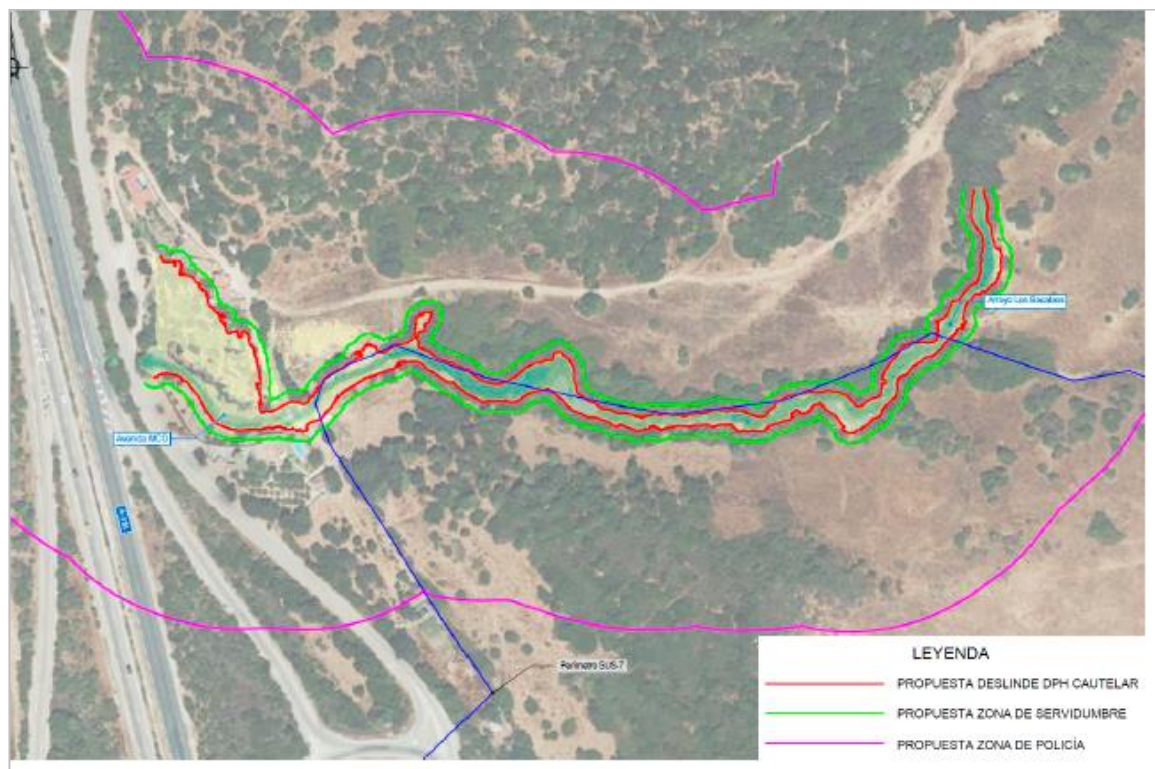 Arroyo Los Gazules
Avenida MCO
Perímetro SUS-7
LEYENDA
PROPUESTA DESLINDE DPH CAUTELAR
PROPUESTA ZONA DE SERVIDUMBRE
PROPUESTA ZONA DE POLICÍA